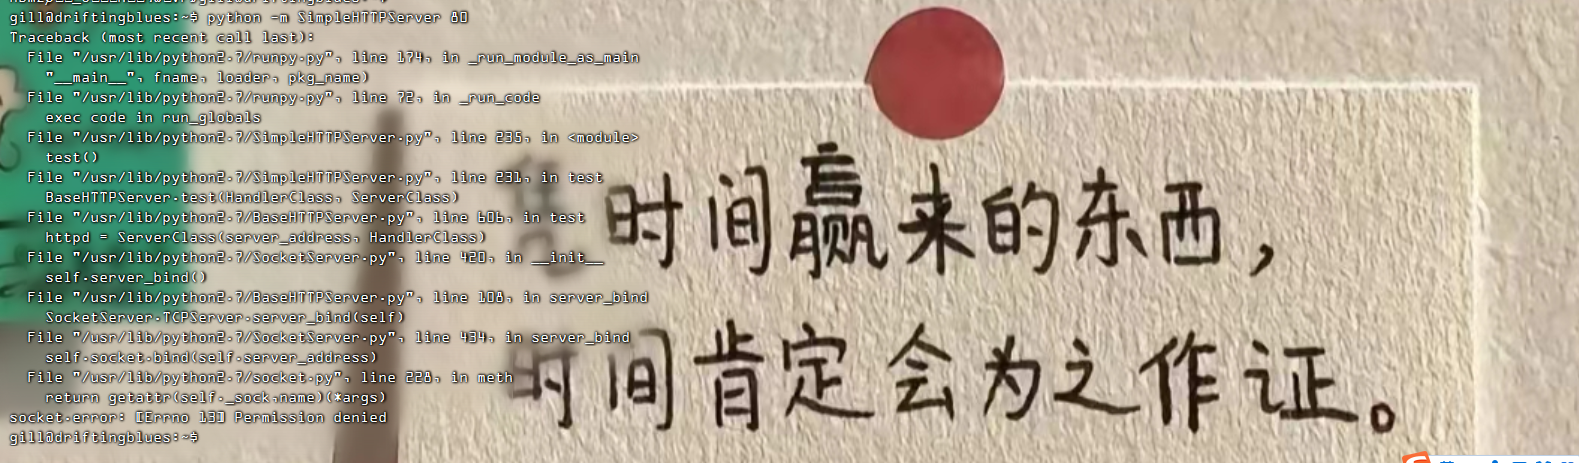 gill@driftingblues:~$ python -m SimpleHTTPServer 80
Traceback (most recent call last):
  File "/usr/lib/python2.7/runpy.py", line 174, in _run_module_as_main
    "__main__", fname, loader, pkg_name)
  File "/usr/lib/python2.7/runpy.py", line 72, in _run_code
    exec code in run_globals
  File "/usr/lib/python2.7/SimpleHTTPServer.py", line 235, in <module>
    test()
  File "/usr/lib/python2.7/SimpleHTTPServer.py", line 231, in test
    BaseHTTPServer.test(HandlerClass, ServerClass)
  File "/usr/lib/python2.7/BaseHTTPServer.py", line 606, in test
    httpd = ServerClass(server_address, HandlerClass)
  File "/usr/lib/python2.7/SocketServer.py", line 420, in __init__
    self.server_bind()
  File "/usr/lib/python2.7/BaseHTTPServer.py", line 108, in server_bind
    SocketServer.TCPServer.server_bind(self)
  File "/usr/lib/python2.7/SocketServer.py", line 434, in server_bind
    self.socket.bind(self.server_address)
  File "/usr/lib/python2.7/socket.py", line 228, in meth
    return getattr(self._sock,name)(*args)
socket.error: [Errno 13] Permission denied
gill@driftingblues:~$
时间赢来的东西，
时间肯定会为之作证。